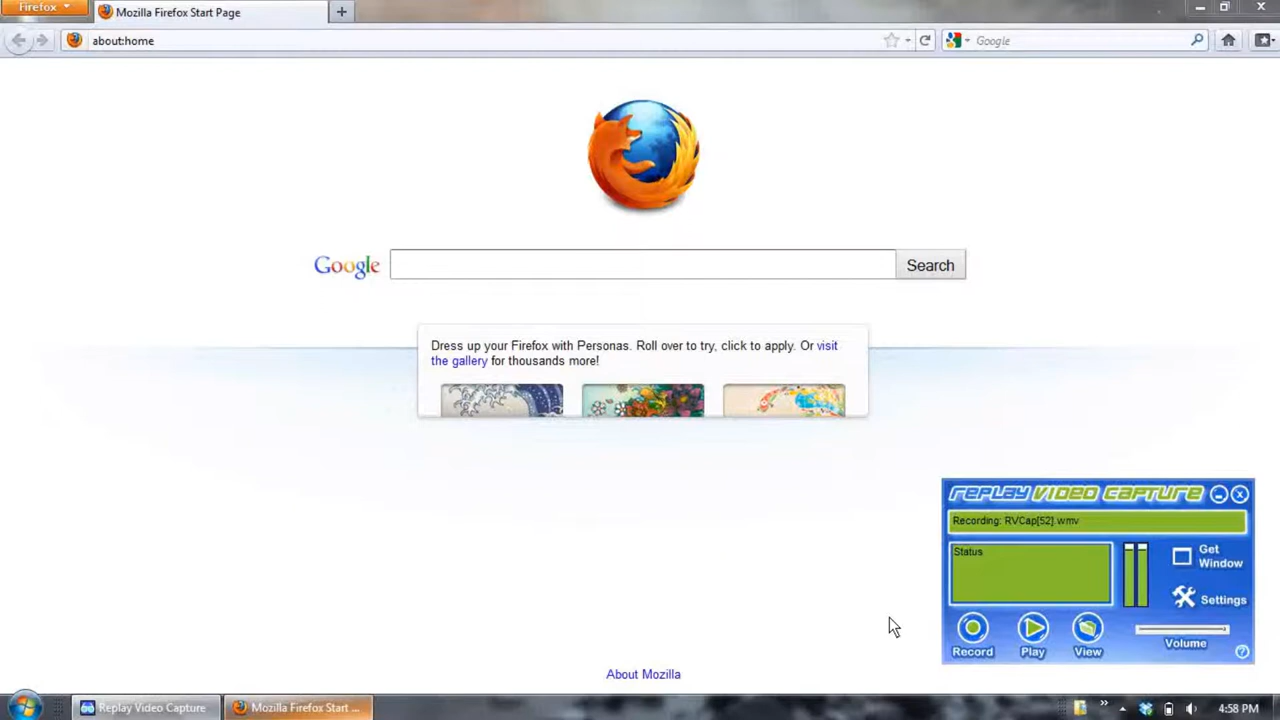 Firefox
Mozilla Firefox Start Page
about:home
Google
Google
Search
Dress up your Firefox with Personas. Roll over to try, click to apply. Or visit
the gallery for thousands more!
REPLAY VIDEO CAPTURE
Recording: RVCap[52].wmv
Status
Get
Window
Settings
Record
Play
View
Volume
About Mozilla
Replay Video Capture
Mozilla Firefox Start ...
4:58 PM